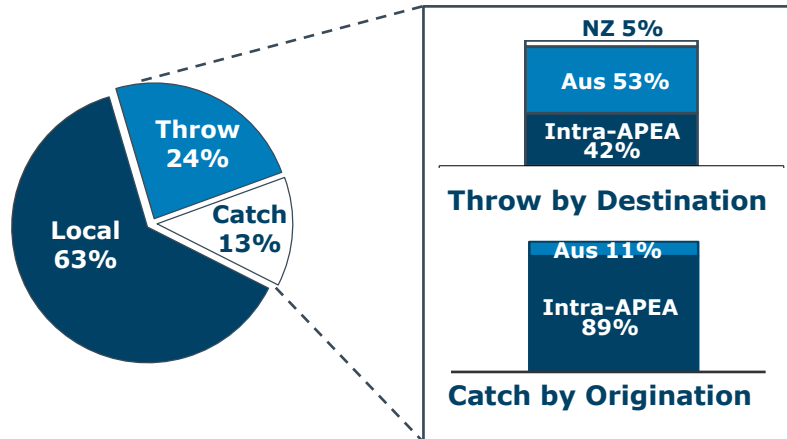 Throw
24%
Catch
13%
Local
63%
NZ 5%
Aus 53%
Intra-APEA
42%
Throw by Destination
Aus 11%
Intra-APEA
89%
Catch by Origination